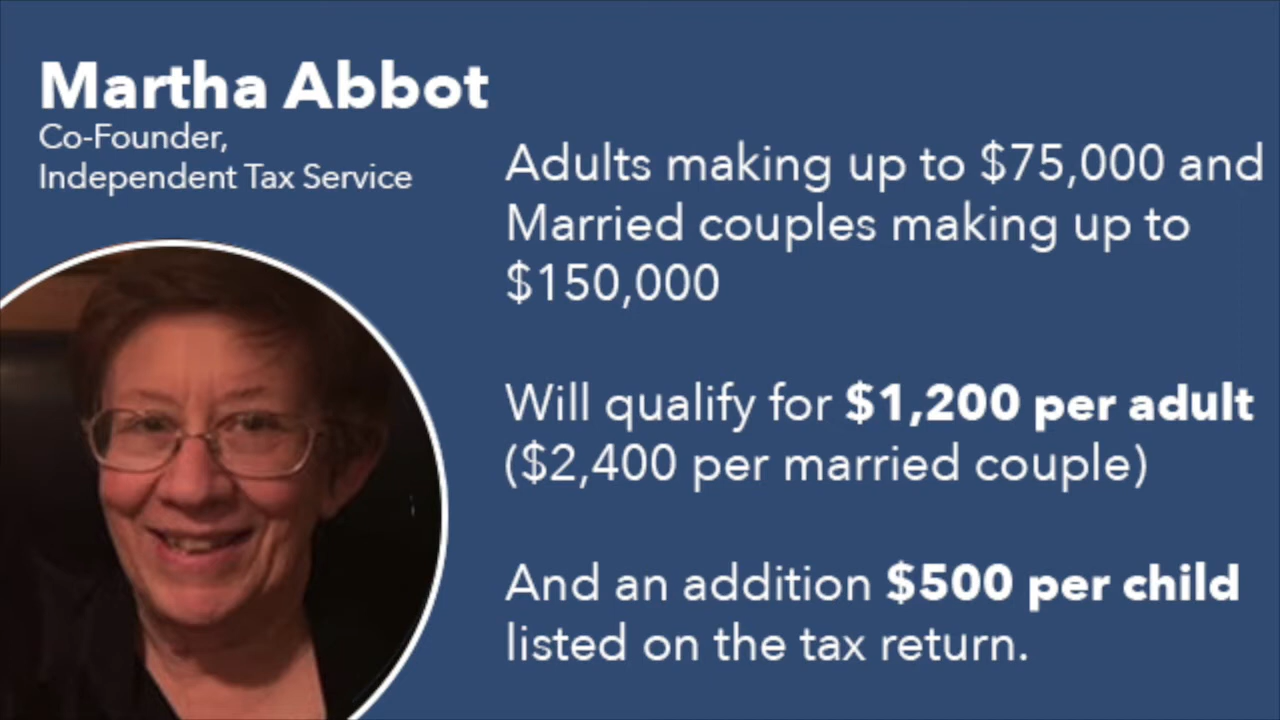 Martha Abbot
Co-Founder,
Independent Tax Service
Adults making up to $75,000 and
Married couples making up to
$150,000
Will qualify for $1,200 per adult
($2,400 per married couple)
And an addition $500 per child
listed on the tax return.